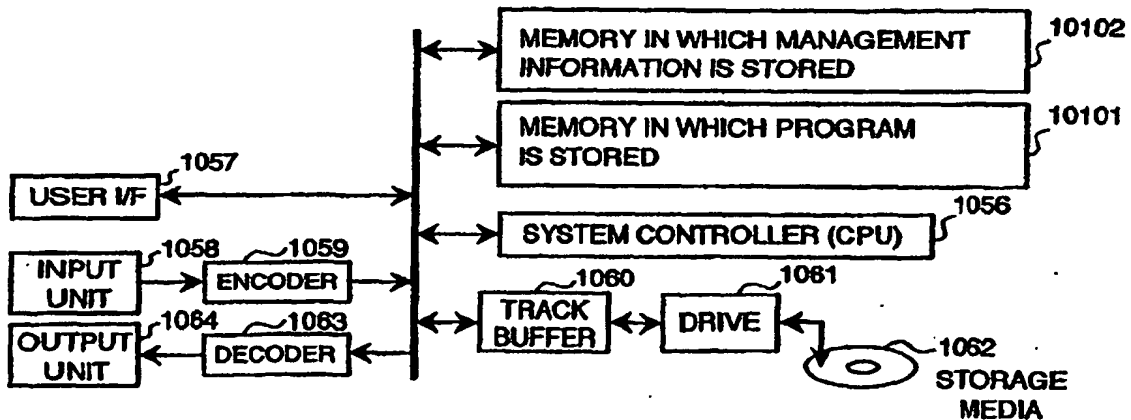 10102
MEMORY IN WHICH MANAGEMENT
INFORMATION IS STORED
10101
MEMORY IN WHICH PROGRAM
IS STORED
1057
USER I/F
1056
SYSTEM CONTROLLER (CPU)
1058
INPUT
UNIT
1059
ENCODER
1060
TRACK
BUFFER
1061
DRIVE
1064
OUTPUT
UNIT
1063
DECODER
1062
STORAGE
MEDIA